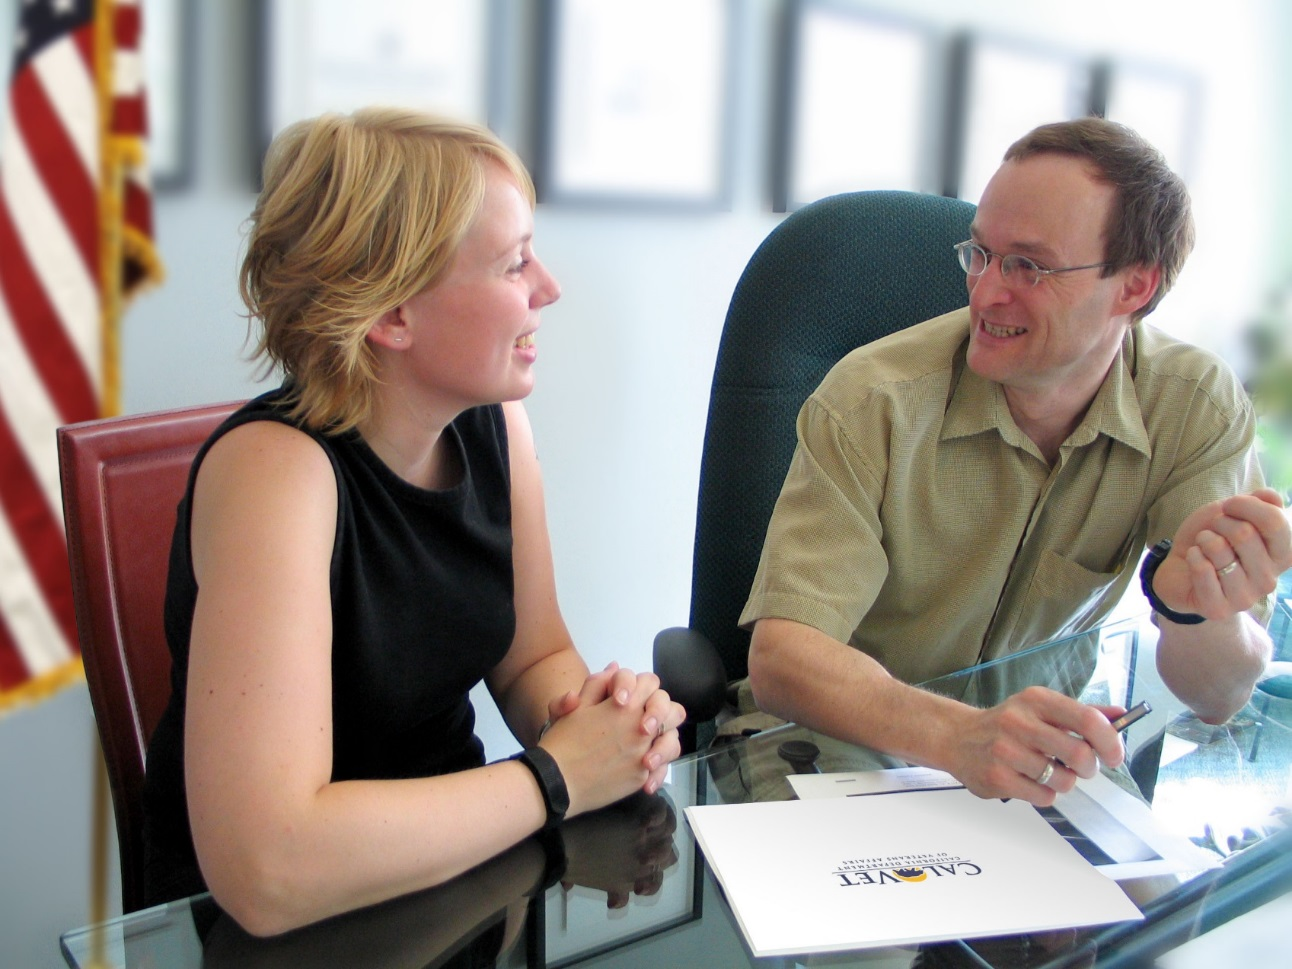 CALVET
CALIFORNIA DEPARTMENT
OF VETERANS AFFAIRS